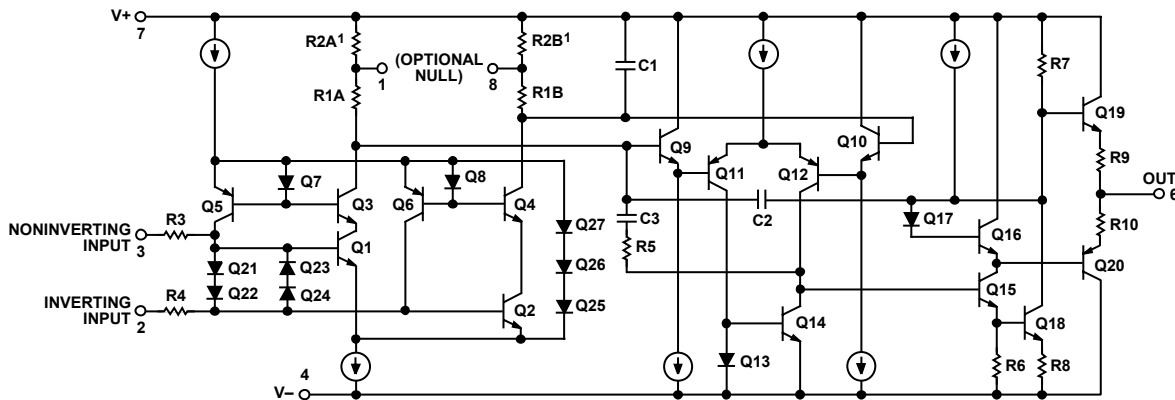 V+
7
R2A1
R2B1
(OPTIONAL
NULL)
1
8
C1
R7
R1A
R1B
Q19
Q9
Q10
R9
Q7
Q8
Q11
Q12
OUT
6
Q5
Q3
Q6
Q4
C2
Q17
R10
R3
C3
Q27
Q16
NONINVERTING
INPUT
3
Q1
R5
Q20
Q21
Q23
Q26
Q15
Q22
Q24
Q25
INVERTING
INPUT
2
R4
Q2
Q14
Q18
Q13
R6
R8
4
V–